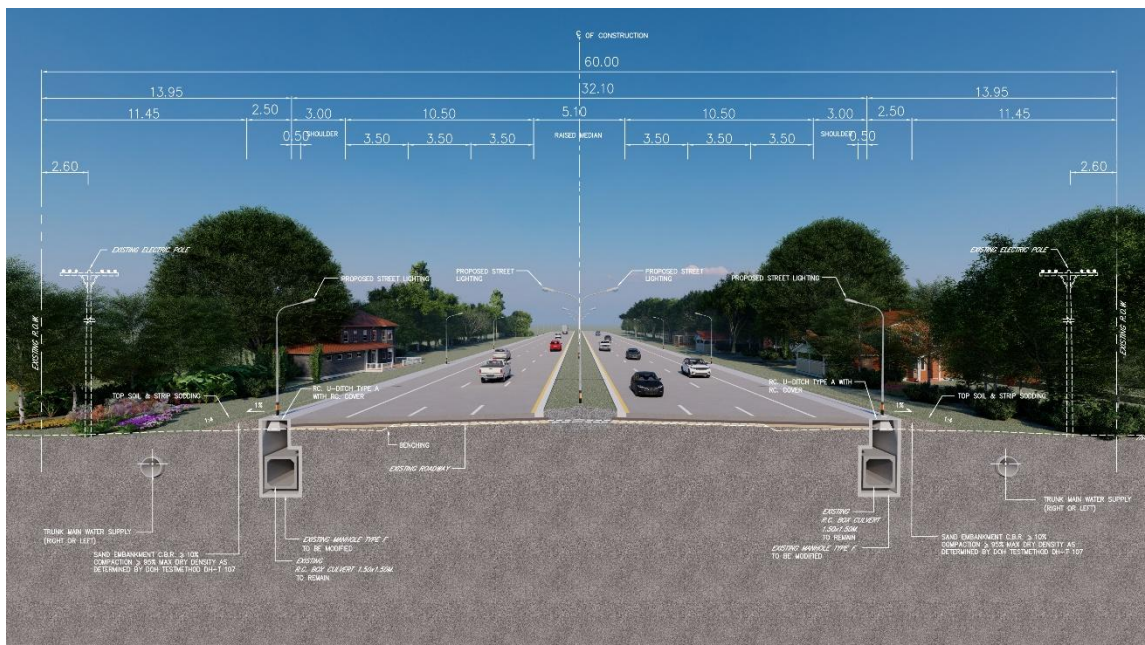 ℄ OF CONSTRUCTION
60.00
13.95 32.10 13.95
11.45 2.50 3.00 10.50 5.10 10.50 3.00 2.50 11.45
0.50 SHOULDER RAISED MEDIAN SHOULDER 0.50
3.50 3.50 3.50 3.50 3.50 3.50
2.60 2.60
EXISTING ELECTRIC POLE
EXISTING ELECTRIC POLE
PROPOSED STREET LIGHTING
PROPOSED STREET
LIGHTING
PROPOSED STREET
LIGHTING
PROPOSED STREET LIGHTING
EXISTING R.O.W
EXISTING R.O.W
TOP SOIL & STRIP SODDING
1%
1:4
RC. U-DITCH TYPE A
WITH RC. COVER
RC. U-DITCH TYPE A WITH
RC. COVER
1%
1:4
TOP SOIL & STRIP SODDING
BENCHING
EXISTING ROADWAY
TRUNK MAIN WATER SUPPLY
(RIGHT OR LEFT)
SAND EMBANKMENT C.B.R. ≥ 10%
COMPACTION ≥ 95% MAX DRY DENSITY AS
DETERMINED BY DOH TESTMETHOD DH-T 107
EXISTING MANHOLE TYPE F
TO BE MODIFIED
EXISTING
R.C. BOX CULVERT 1.50x1.50M.
TO REMAIN
EXISTING
R.C. BOX CULVERT
1.50x1.50M.
TO REMAIN
EXISTING MANHOLE TYPE F
TO BE MODIFIED
TRUNK MAIN WATER SUPPLY
(RIGHT OR LEFT)
SAND EMBANKMENT C.B.R. ≥ 10%
COMPACTION ≥ 95% MAX DRY DENSITY AS
DETERMINED BY DOH TESTMETHOD DH-T 107